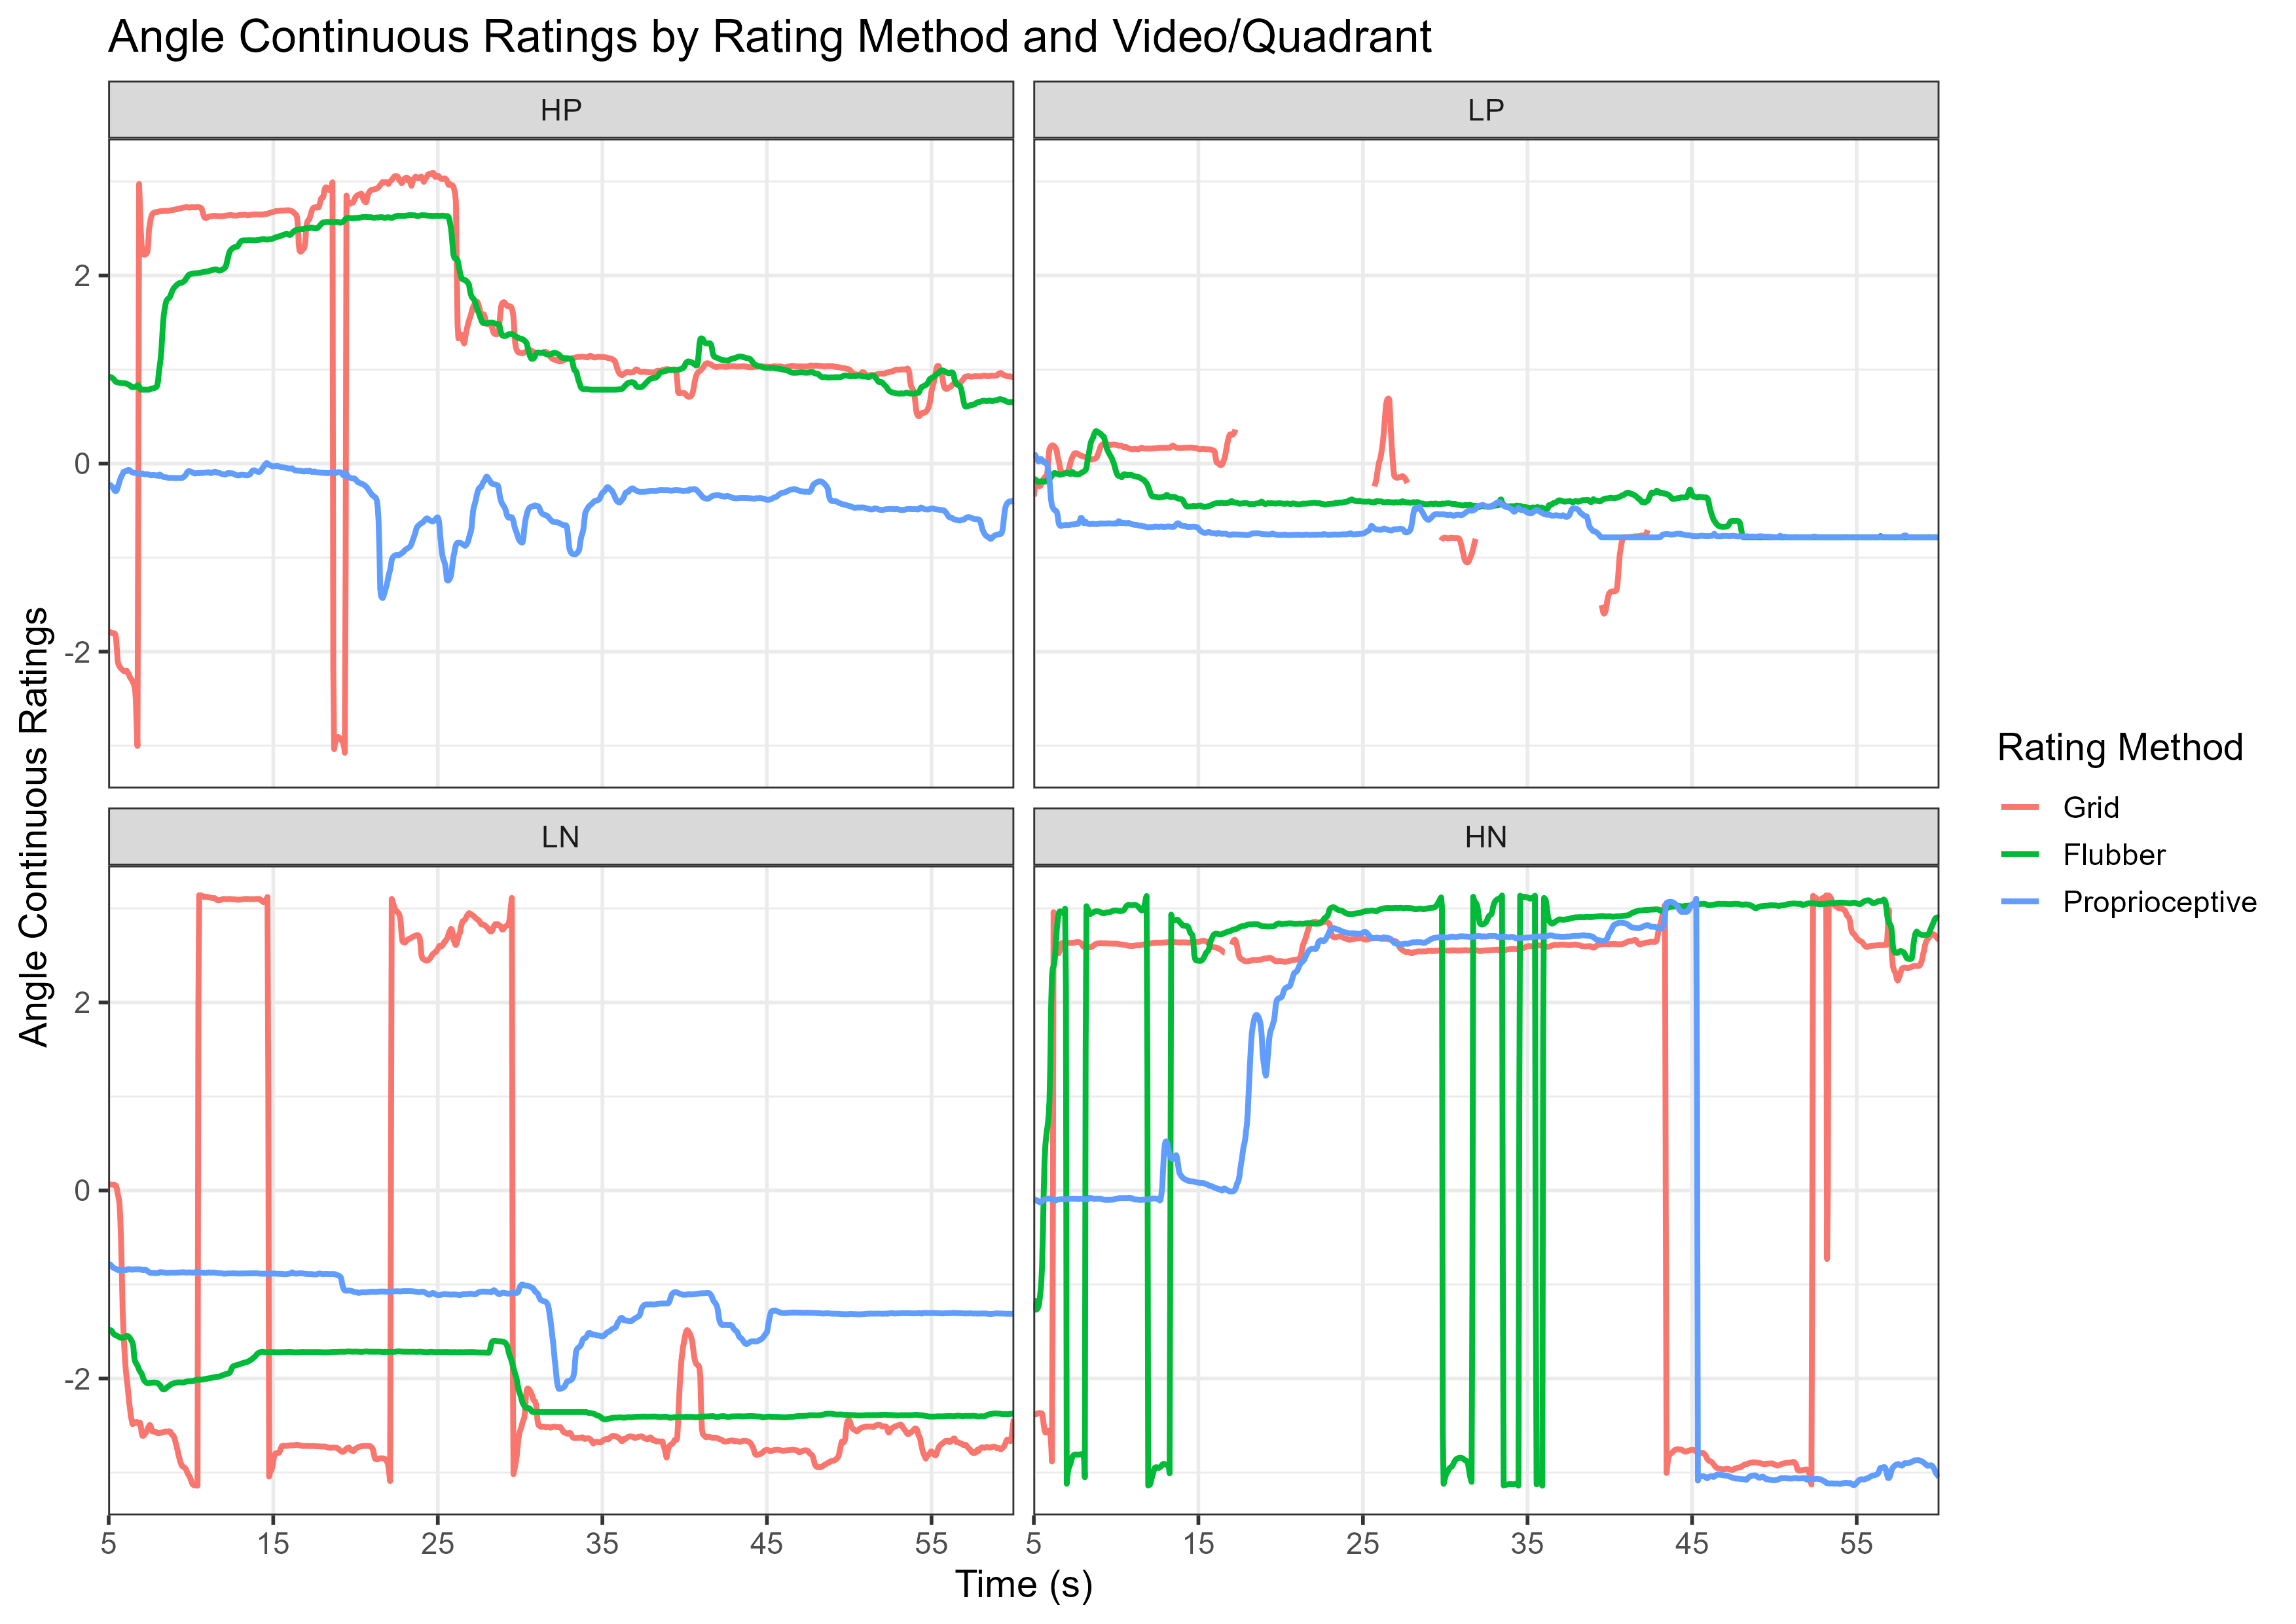 Angle Continuous Ratings by Rating Method and Video/Quadrant
HP
LP
2
0
-2
LN
HN
2
0
-2
5 15 25 35 45 55
5 15 25 35 45 55
Time (s)
Angle Continuous Ratings
Rating Method
Grid
Flubber
Proprioceptive